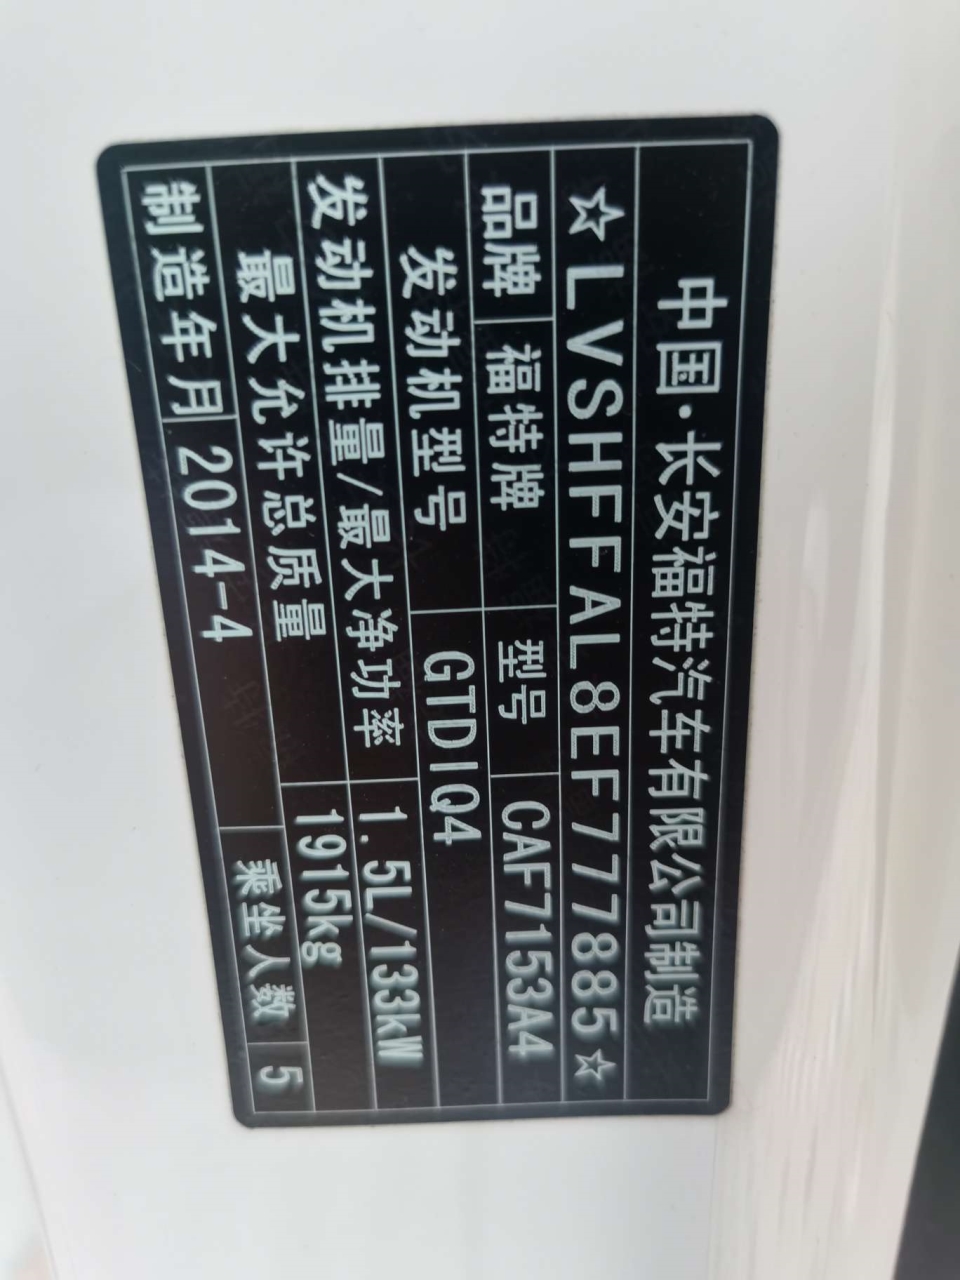 中国·长安福特汽车有限公司制造
☆LVSHFFAL8EF777885☆
品牌 福特牌 型号 CAF7153A4
发动机型号 GTDIQ4
发动机排量/最大净功率 1.5L/133kW
最大允许总质量 1915kg
制造年月 2014-4 乘坐人数 5